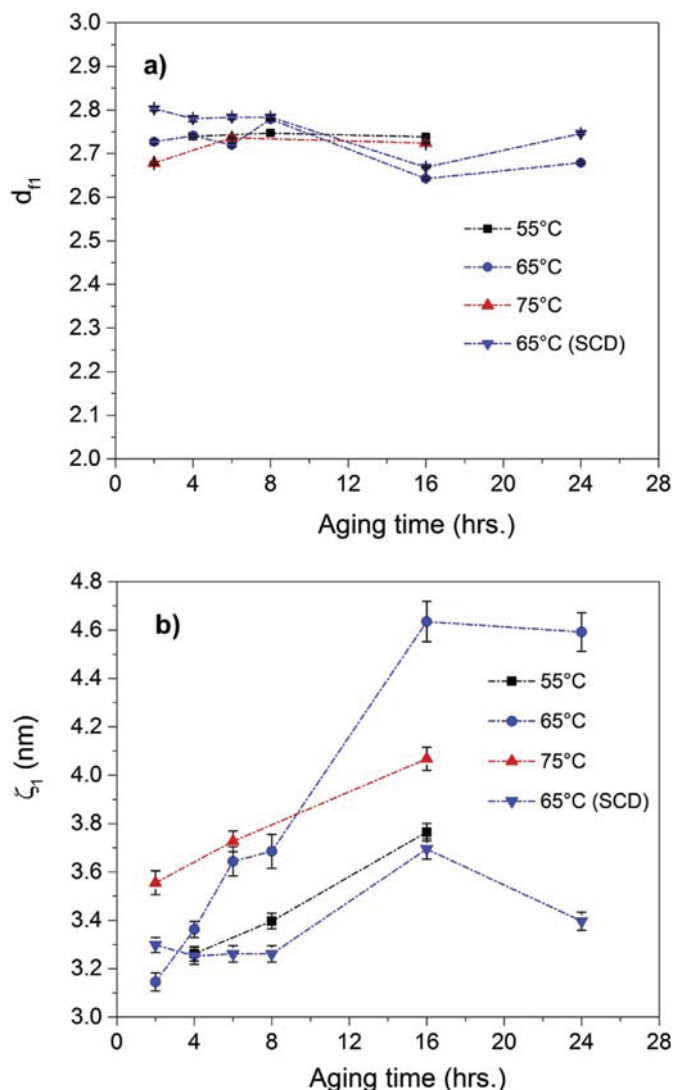 a)
3.0
2.9
2.8
2.7
2.6
2.5
2.4
2.3
2.2
2.1
2.0
d_f1
55°C
65°C
75°C
65°C (SCD)
0 4 8 12 16 20 24 28
Aging time (hrs.)
b)
4.8
4.6
4.4
4.2
4.0
3.8
3.6
3.4
3.2
3.0
ζ_1 (nm)
55°C
65°C
75°C
65°C (SCD)
0 4 8 12 16 20 24 28
Aging time (hrs.)